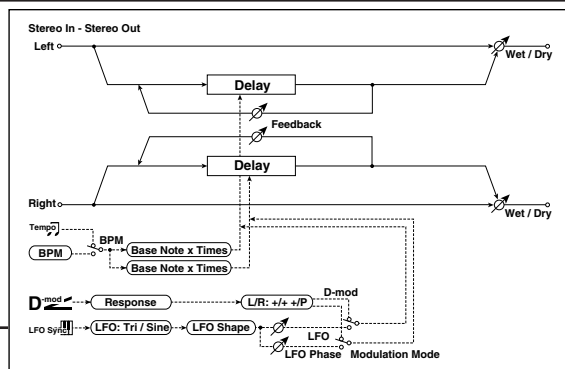 Stereo In - Stereo Out
Left
Wet / Dry
Delay
Feedback
Delay
Right
Wet / Dry
Tempo
BPM
BPM
Base Note x Times
Base Note x Times
D-mod
D-mod
Response
L/R: +/+ +/P
LFO
LFO Sync
LFO: Tri / Sine
LFO Shape
LFO Phase
Modulation Mode